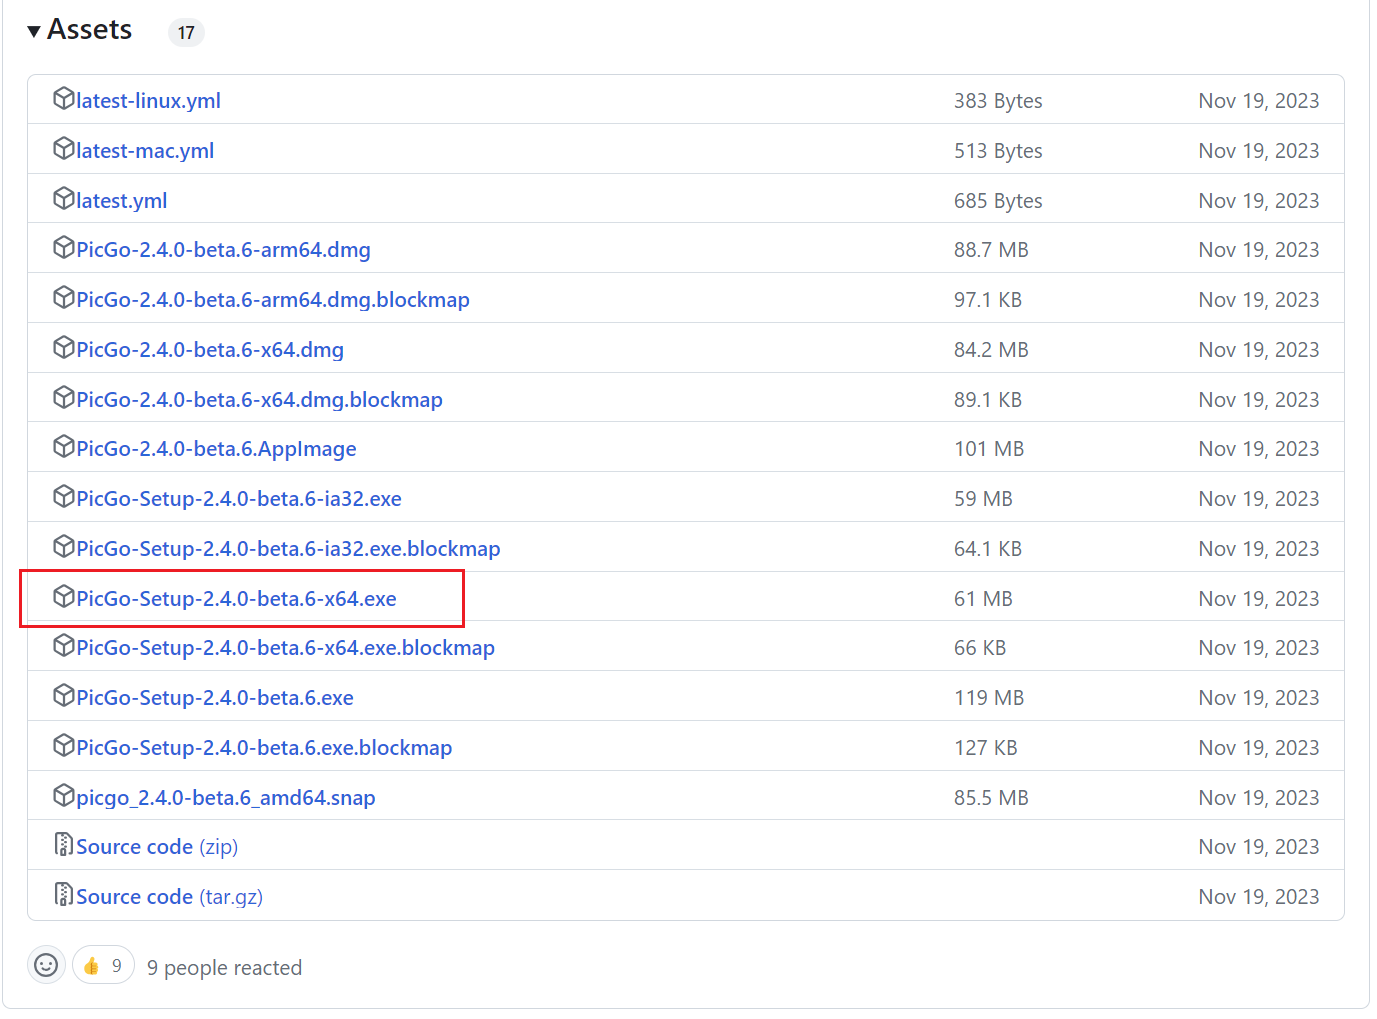 Assets 17
latest-linux.yml 383 Bytes Nov 19, 2023
latest-mac.yml 513 Bytes Nov 19, 2023
latest.yml 685 Bytes Nov 19, 2023
PicGo-2.4.0-beta.6-arm64.dmg 88.7 MB Nov 19, 2023
PicGo-2.4.0-beta.6-arm64.dmg.blockmap 97.1 KB Nov 19, 2023
PicGo-2.4.0-beta.6-x64.dmg 84.2 MB Nov 19, 2023
PicGo-2.4.0-beta.6-x64.dmg.blockmap 89.1 KB Nov 19, 2023
PicGo-2.4.0-beta.6.AppImage 101 MB Nov 19, 2023
PicGo-Setup-2.4.0-beta.6-ia32.exe 59 MB Nov 19, 2023
PicGo-Setup-2.4.0-beta.6-ia32.exe.blockmap 64.1 KB Nov 19, 2023
PicGo-Setup-2.4.0-beta.6-x64.exe 61 MB Nov 19, 2023
PicGo-Setup-2.4.0-beta.6-x64.exe.blockmap 66 KB Nov 19, 2023
PicGo-Setup-2.4.0-beta.6.exe 119 MB Nov 19, 2023
PicGo-Setup-2.4.0-beta.6.exe.blockmap 127 KB Nov 19, 2023
picgo_2.4.0-beta.6_amd64.snap 85.5 MB Nov 19, 2023
Source code (zip) Nov 19, 2023
Source code (tar.gz) Nov 19, 2023
👍 9 9 people reacted